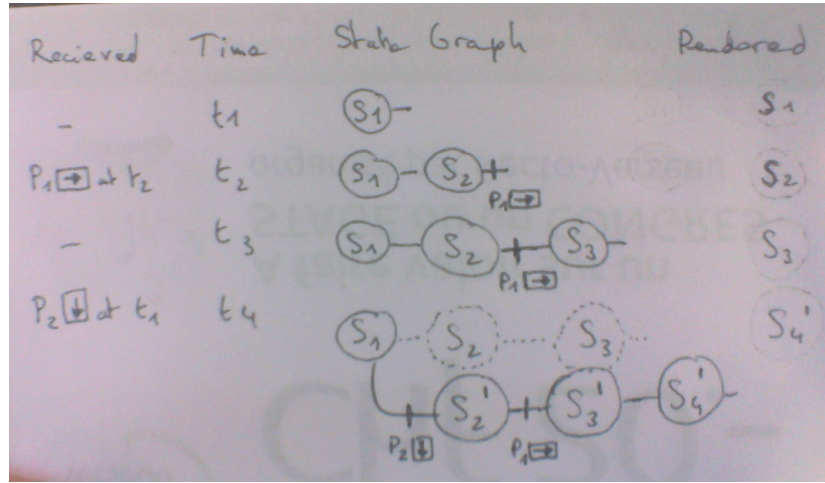 Recieved Time State Graph Rendered
- t1 S1 S1
P1 → at t2 t2 S1 S2 S2
P1 →
- t3 S1 S2 S3 S3
P1 →
P2 ↓ at t1 t4 S1 S2 S3 S4'
S2' S3' S4'
P2 ↓ P1 →